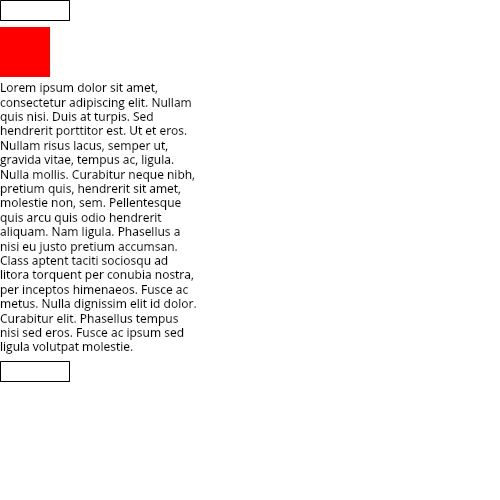 Lorem ipsum dolor sit amet,
consectetur adipiscing elit. Nullam
quis nisi. Duis at turpis. Sed
hendrerit porttitor est. Ut et eros.
Nullam risus lacus, semper ut,
gravida vitae, tempus ac, ligula.
Nulla mollis. Curabitur neque nibh,
pretium quis, hendrerit sit amet,
molestie non, sem. Pellentesque
quis arcu quis odio hendrerit
aliquam. Nam ligula. Phasellus a
nisi eu justo pretium accumsan.
Class aptent taciti sociosqu ad
litora torquent per conubia nostra,
per inceptos himenaeos. Fusce ac
metus. Nulla dignissim elit id dolor.
Curabitur elit. Phasellus tempus
nisi sed eros. Fusce ac ipsum sed
ligula volutpat molestie.